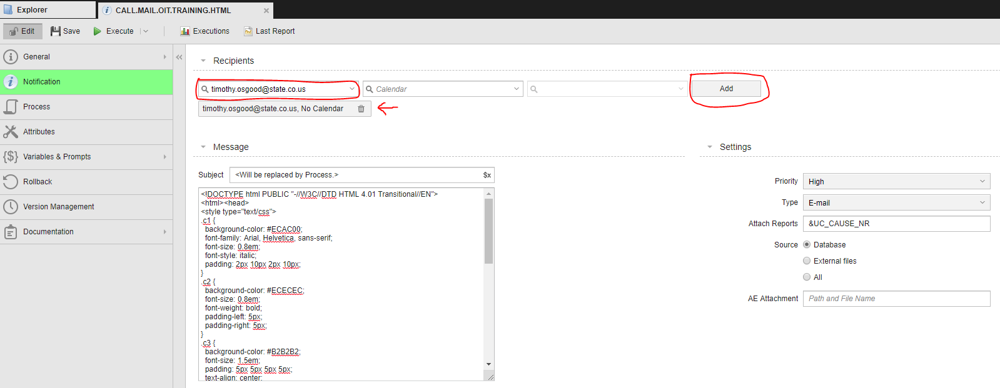 Explorer
CALL.MAIL.OIT.TRAINING.HTML
Edit Save Execute Executions Last Report
General
Notification
Process
Attributes
Variables & Prompts
Rollback
Version Management
Documentation
Recipients
timothy.osgood@state.co.us Calendar Add
timothy.osgood@state.co.us, No Calendar
Message
Subject <Will be replaced by Process.> $x
<!DOCTYPE html PUBLIC "-//W3C//DTD HTML 4.01 Transitional//EN">
<html><head>
<style type="text/css">
.c1 {
background-color: #ECAC00;
font-family: Arial, Helvetica, sans-serif;
font-size: 0.8em;
font-style: italic;
padding: 2px 10px 2px 10px;
}
.c2 {
background-color: #ECECEC;
font-size: 0.8em;
font-weight: bold;
padding-left: 5px;
padding-right: 5px;
}
.c3 {
background-color: #B2B2B2;
font-size: 1.5em;
padding: 5px 5px 5px 5px;
text-align: center;
Settings
Priority High
Type E-mail
Attach Reports &UC_CAUSE_NR
Source Database
External files
All
AE Attachment Path and File Name